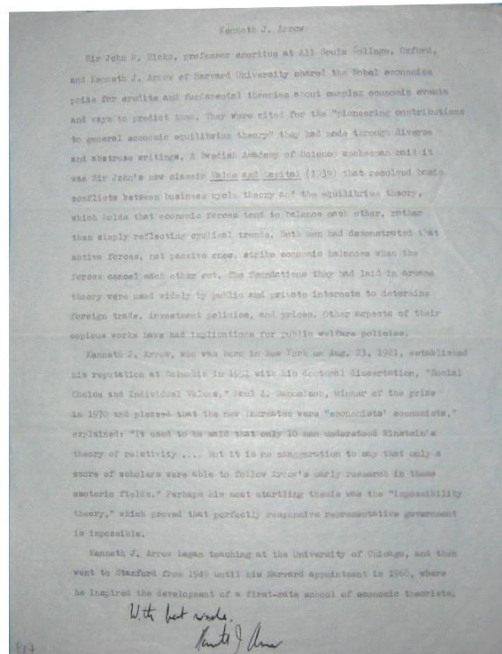 Kenneth J. Arrow
Sir John R. Hicks, professor emeritus at All Souls College, Oxford,
and Kenneth J. Arrow of Harvard University shared the Nobel economics
prize for erudite and fundamental theories about complex economic events
and ways to predict them. They were cited for the "pioneering contributions
to general economic equilibrium theory" they had made through diverse
and abstruse writings. A Swedish Academy of Science spokesman said it
was Sir John's now classic Value and Capital (1939) that resolved basic
conflicts between business cycle theory and the equilibrium theory,
which holds that economic forces tend to balance each other, rather
than simply reflecting cyclical trends. Both men had demonstrated that
active forces, not passive ones, strike economic balances when the
forces cancel each other out. The foundations they had laid in arcane
theory were used widely by public and private interests to determine
foreign trade, investment policies, and prices. Other aspects of their
copious works have had implications for public welfare policies.
Kenneth J. Arrow, who was born in New York on Aug. 23, 1921, established
his reputation at Columbia in 1951 with his doctoral dissertation, "Social
Choice and Individual Values." Paul A. Samuelson, winner of the prize
in 1970 and pleased that the new laureates were "economists' economists,"
explained: "It used to be said that only 10 men understood Einstein's
theory of relativity .... But it is no exaggeration to say that only a
score of scholars were able to follow Arrow's early research in these
esoteric fields." Perhaps his most startling thesis was the "impossibility
theory," which proved that perfectly responsive representative government
is impossible.
Kenneth J. Arrow began teaching at the University of Chicago, and then
went to Stanford from 1949 until his Harvard appointment in 1968, where
he inspired the development of a first-rate annual of economic theorists.
With best wishes,
Kenneth J. Arrow